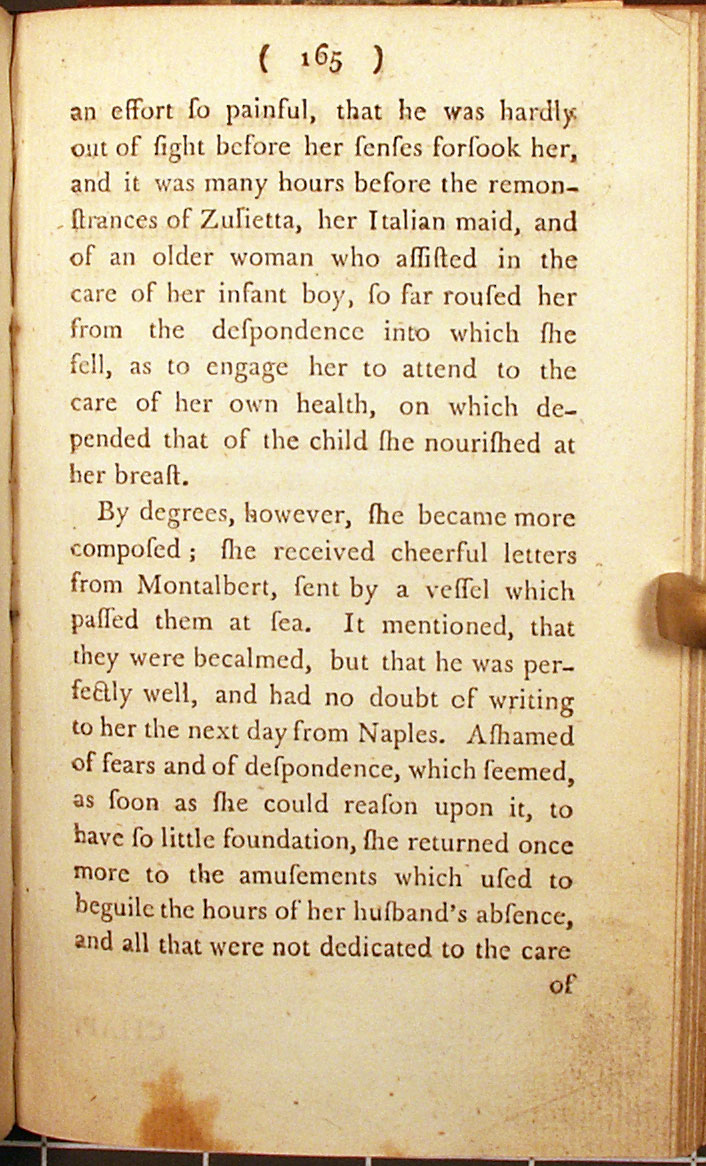 ( 165 )
an effort ſo painful, that he was hardly
out of ſight before her ſenſes forſook her,
and it was many hours before the remon-
ſtrances of Zulietta, her Italian maid, and
of an older woman who aſſiſted in the
care of her infant boy, ſo far rouſed her
from the deſpondence into which ſhe
fell, as to engage her to attend to the
care of her own health, on which de-
pended that of the child ſhe nouriſhed at
her breaſt.
By degrees, however, ſhe became more
compoſed ; ſhe received cheerful letters
from Montalbert, ſent by a veſſel which
paſſed them at ſea. It mentioned, that
they were becalmed, but that he was per-
fectly well, and had no doubt of writing
to her the next day from Naples. Aſhamed
of fears and of deſpondence, which ſeemed,
as ſoon as ſhe could reaſon upon it, to
have ſo little foundation, ſhe returned once
more to the amuſements which uſed to
beguile the hours of her huſband's abſence,
and all that were not dedicated to the care
of